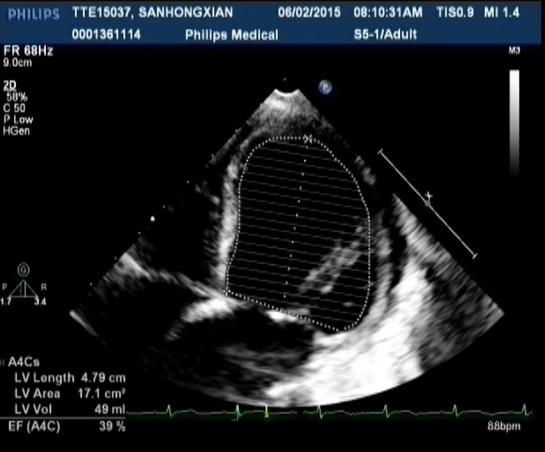 PHILIPS TTE15037, SANHONGXIAN 06/02/2015 08:10:31AM TIS0.9 MI 1.4
0001361114 Philips Medical S5-1/Adult
FR 68Hz
9.0cm
M3
2D
58%
C 50
P Low
HGen
P
G
P R
1.7 3.4
A4Cs
LV Length 4.79 cm
LV Area 17.1 cm²
LV Vol 49 ml
EF (A4C) 39 %
88bpm